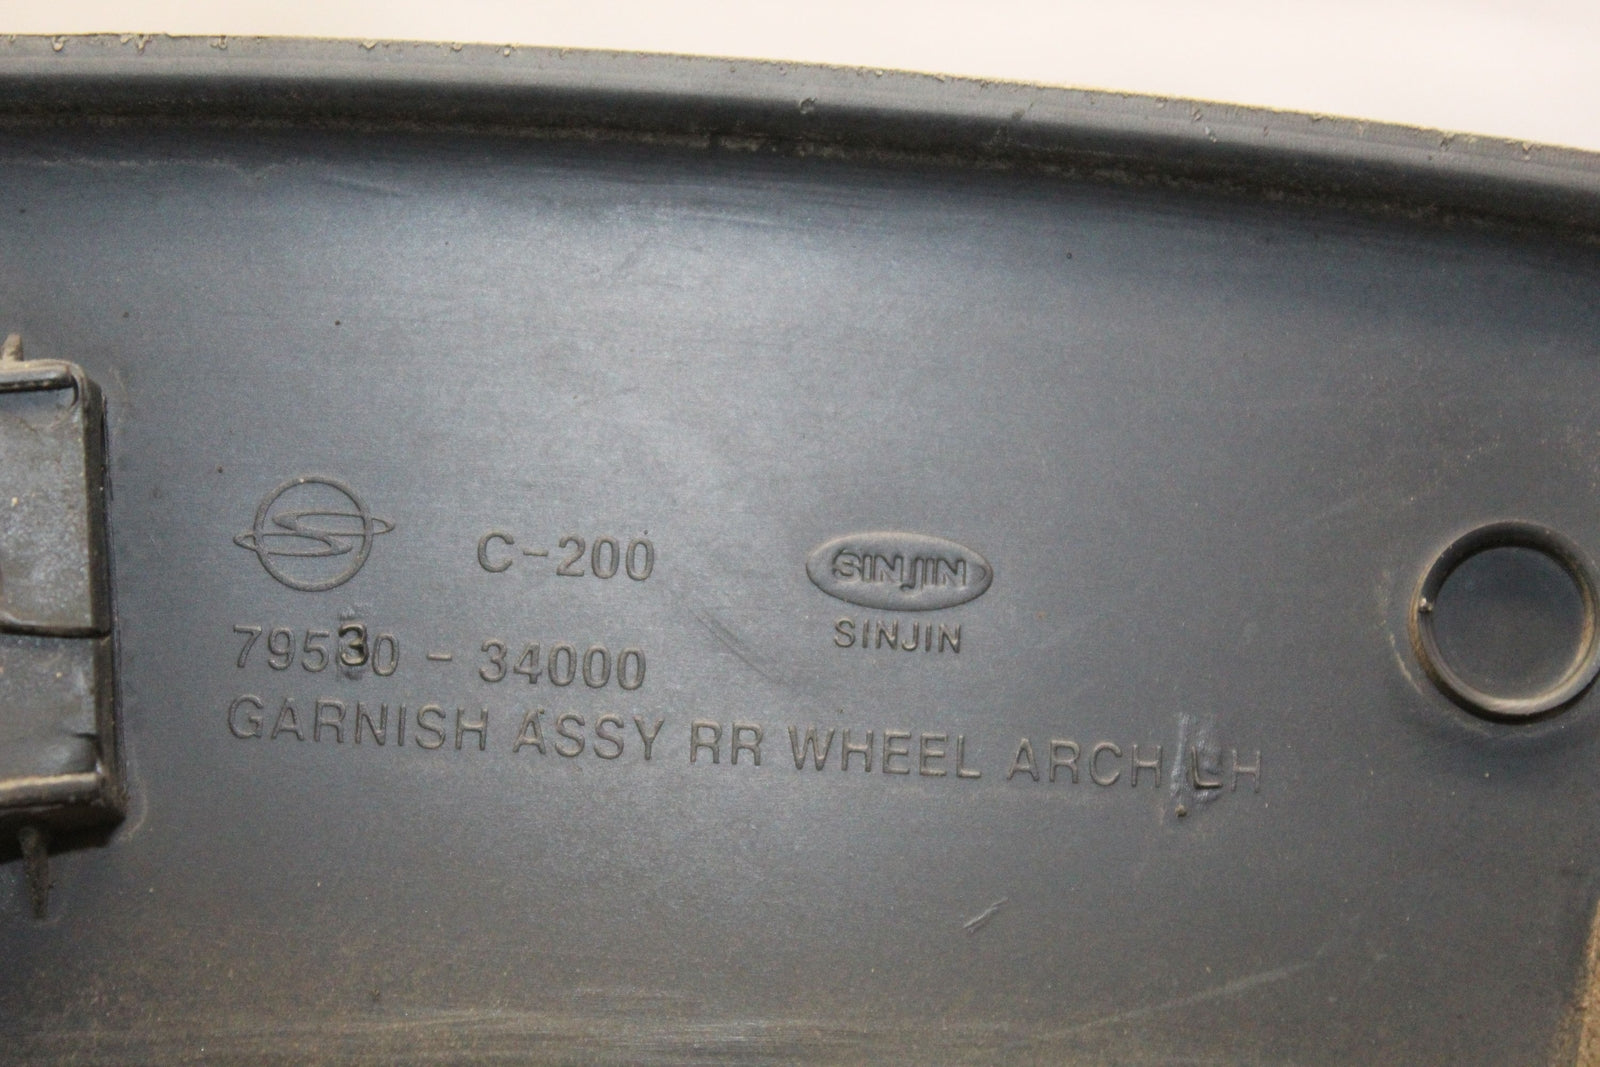 C-200
SINJIN
SINJIN
79530 - 34000
GARNISH ASSY RR WHEEL ARCH LH